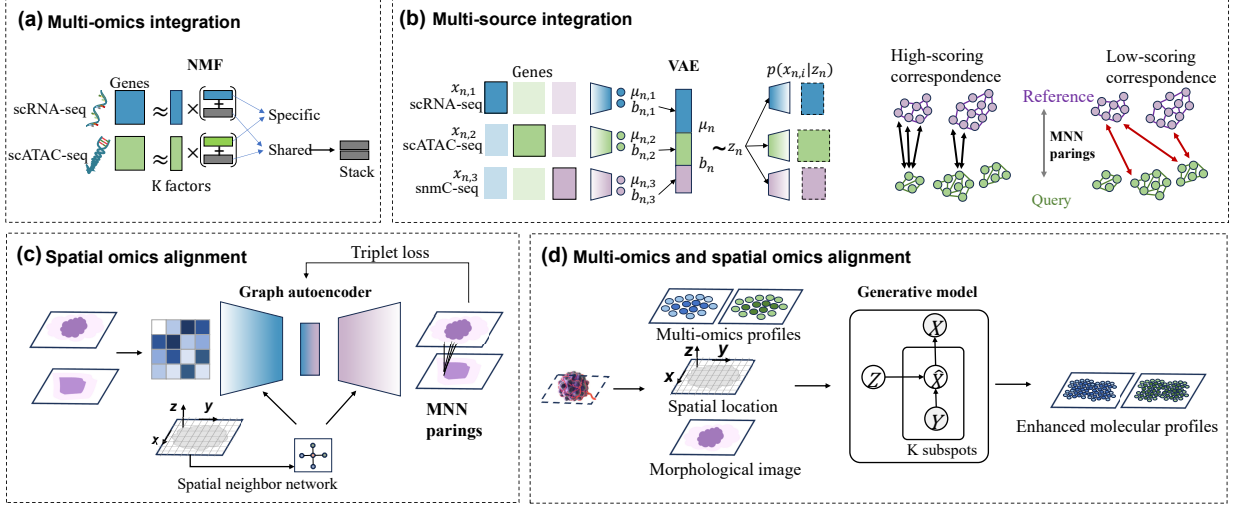 (a) Multi-omics integration
NMF
Genes
scRNA-seq
≈
×
+
Specific
scATAC-seq
≈
×
+
Shared
Stack
K factors
(b) Multi-source integration
Genes
VAE
p(x_{n,i}|z_n)
x_{n,1}
scRNA-seq
μ_{n,1}
b_{n,1}
x_{n,2}
scATAC-seq
μ_{n,2}
b_{n,2}
x_{n,3}
snmC-seq
μ_{n,3}
b_{n,3}
μ_n
b_n
~z_n
High-scoring
correspondence
Low-scoring
correspondence
Reference
MNN
parings
Query
(c) Spatial omics alignment
Triplet loss
Graph autoencoder
MNN
parings
z
y
x
Spatial neighbor network
(d) Multi-omics and spatial omics alignment
Multi-omics profiles
z
y
x
Spatial location
Morphological image
Generative model
X
Z
X̂
Y
K subspots
Enhanced molecular profiles